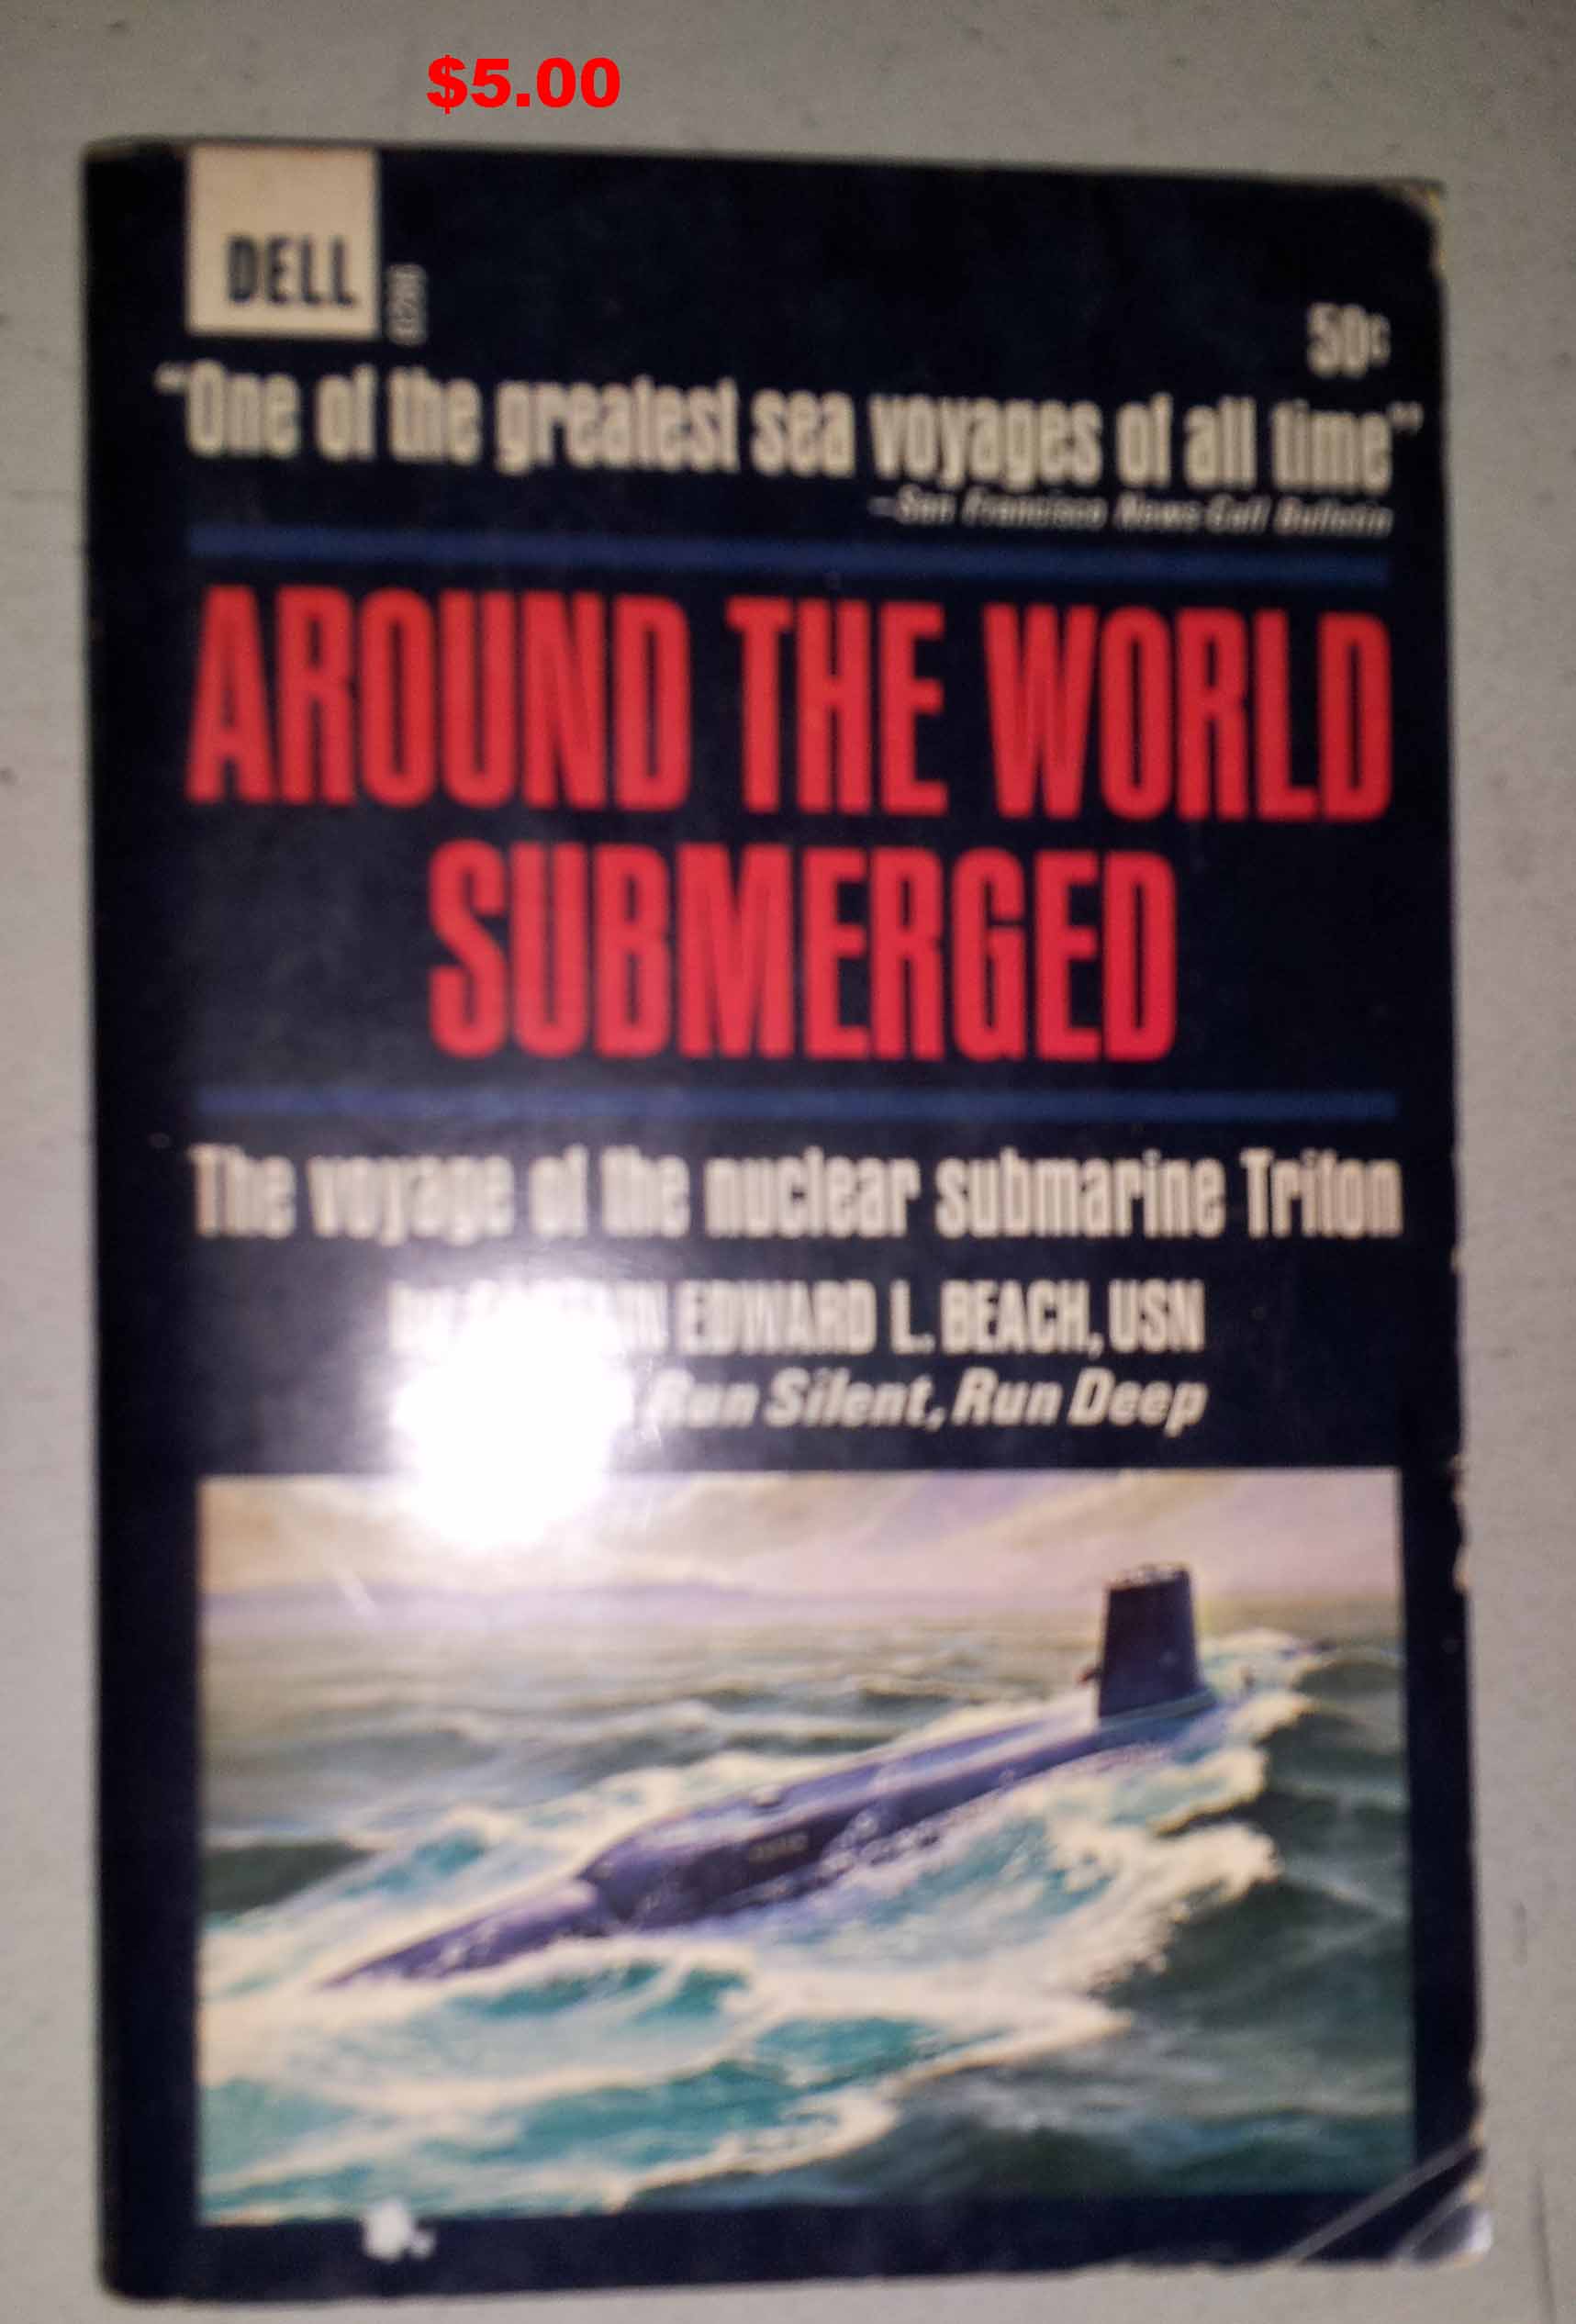 $5.00
DELL
50¢
"One of the greatest sea voyages of all time"
—San Francisco News-Call Bulletin
AROUND THE WORLD
SUBMERGED
The voyage of the nuclear submarine Triton
EDWARD L. BEACH, USN
Run Silent, Run Deep